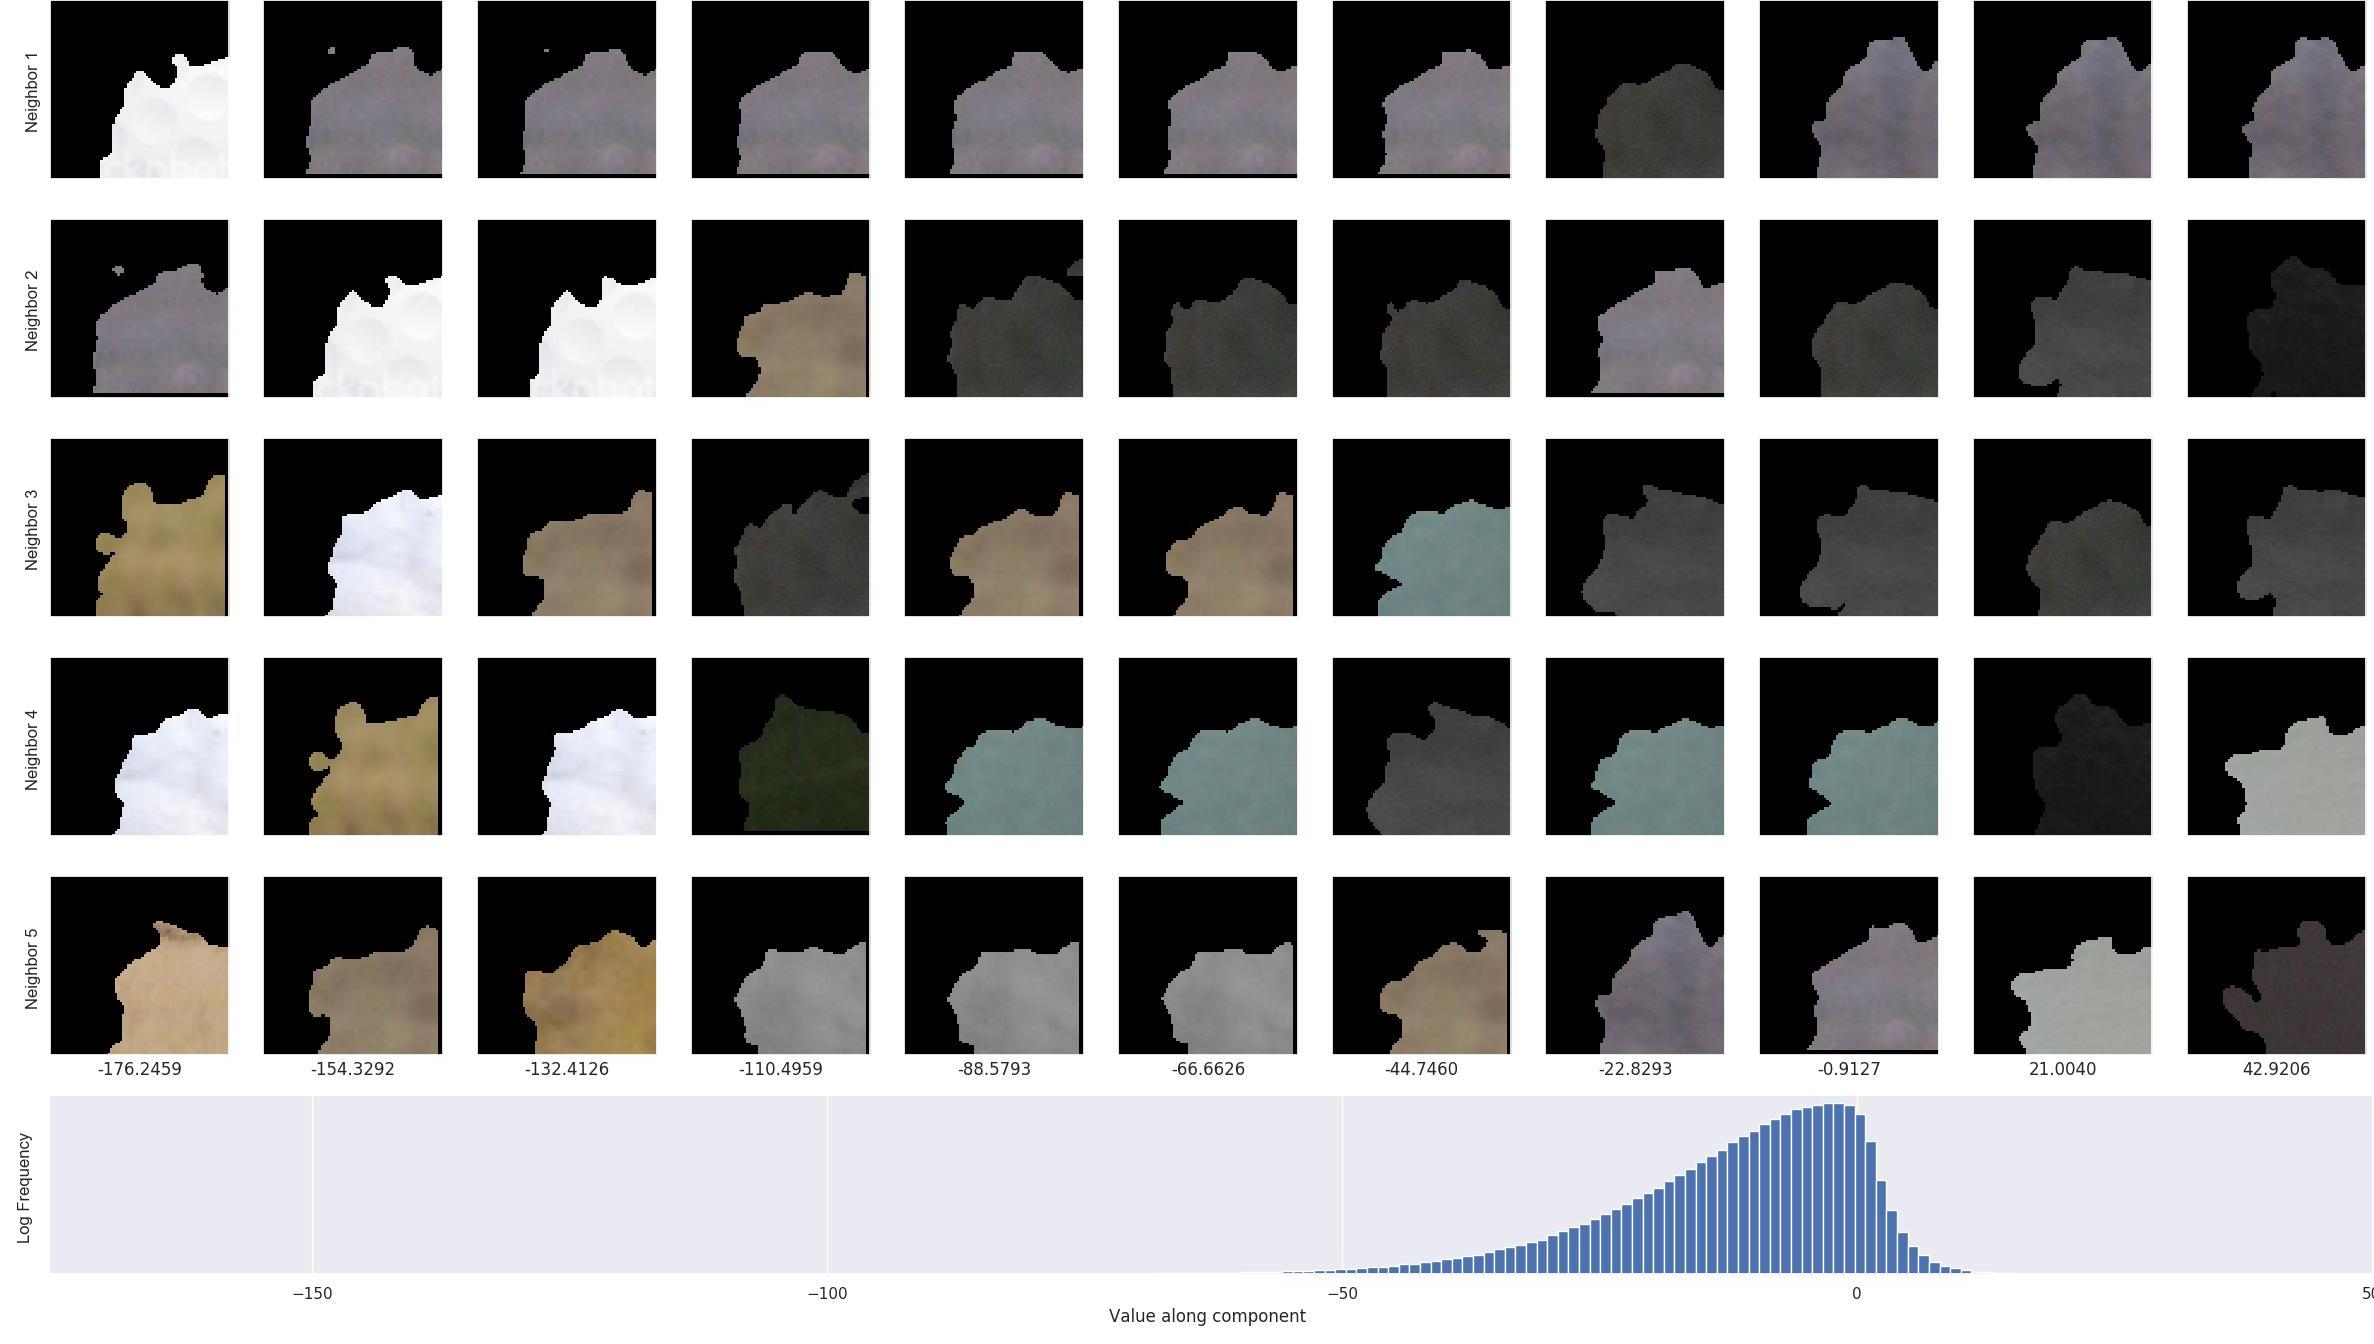 Neighbor 1
Neighbor 2
Neighbor 3
Neighbor 4
Neighbor 5
-176.2459 -154.3292 -132.4126 -110.4959 -88.5793 -66.6626 -44.7460 -22.8293 -0.9127 21.0040 42.9206
Log Frequency
−150 −100 −50 0
Value along component